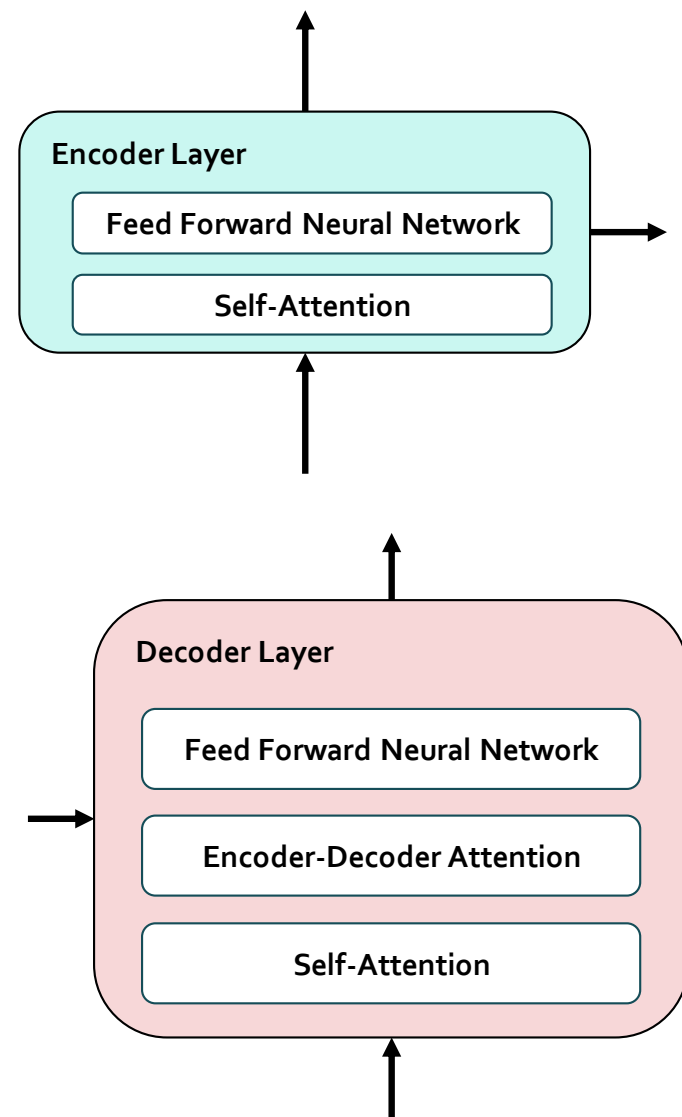 Encoder Layer
Feed Forward Neural Network
Self-Attention
Decoder Layer
Feed Forward Neural Network
Encoder-Decoder Attention
Self-Attention